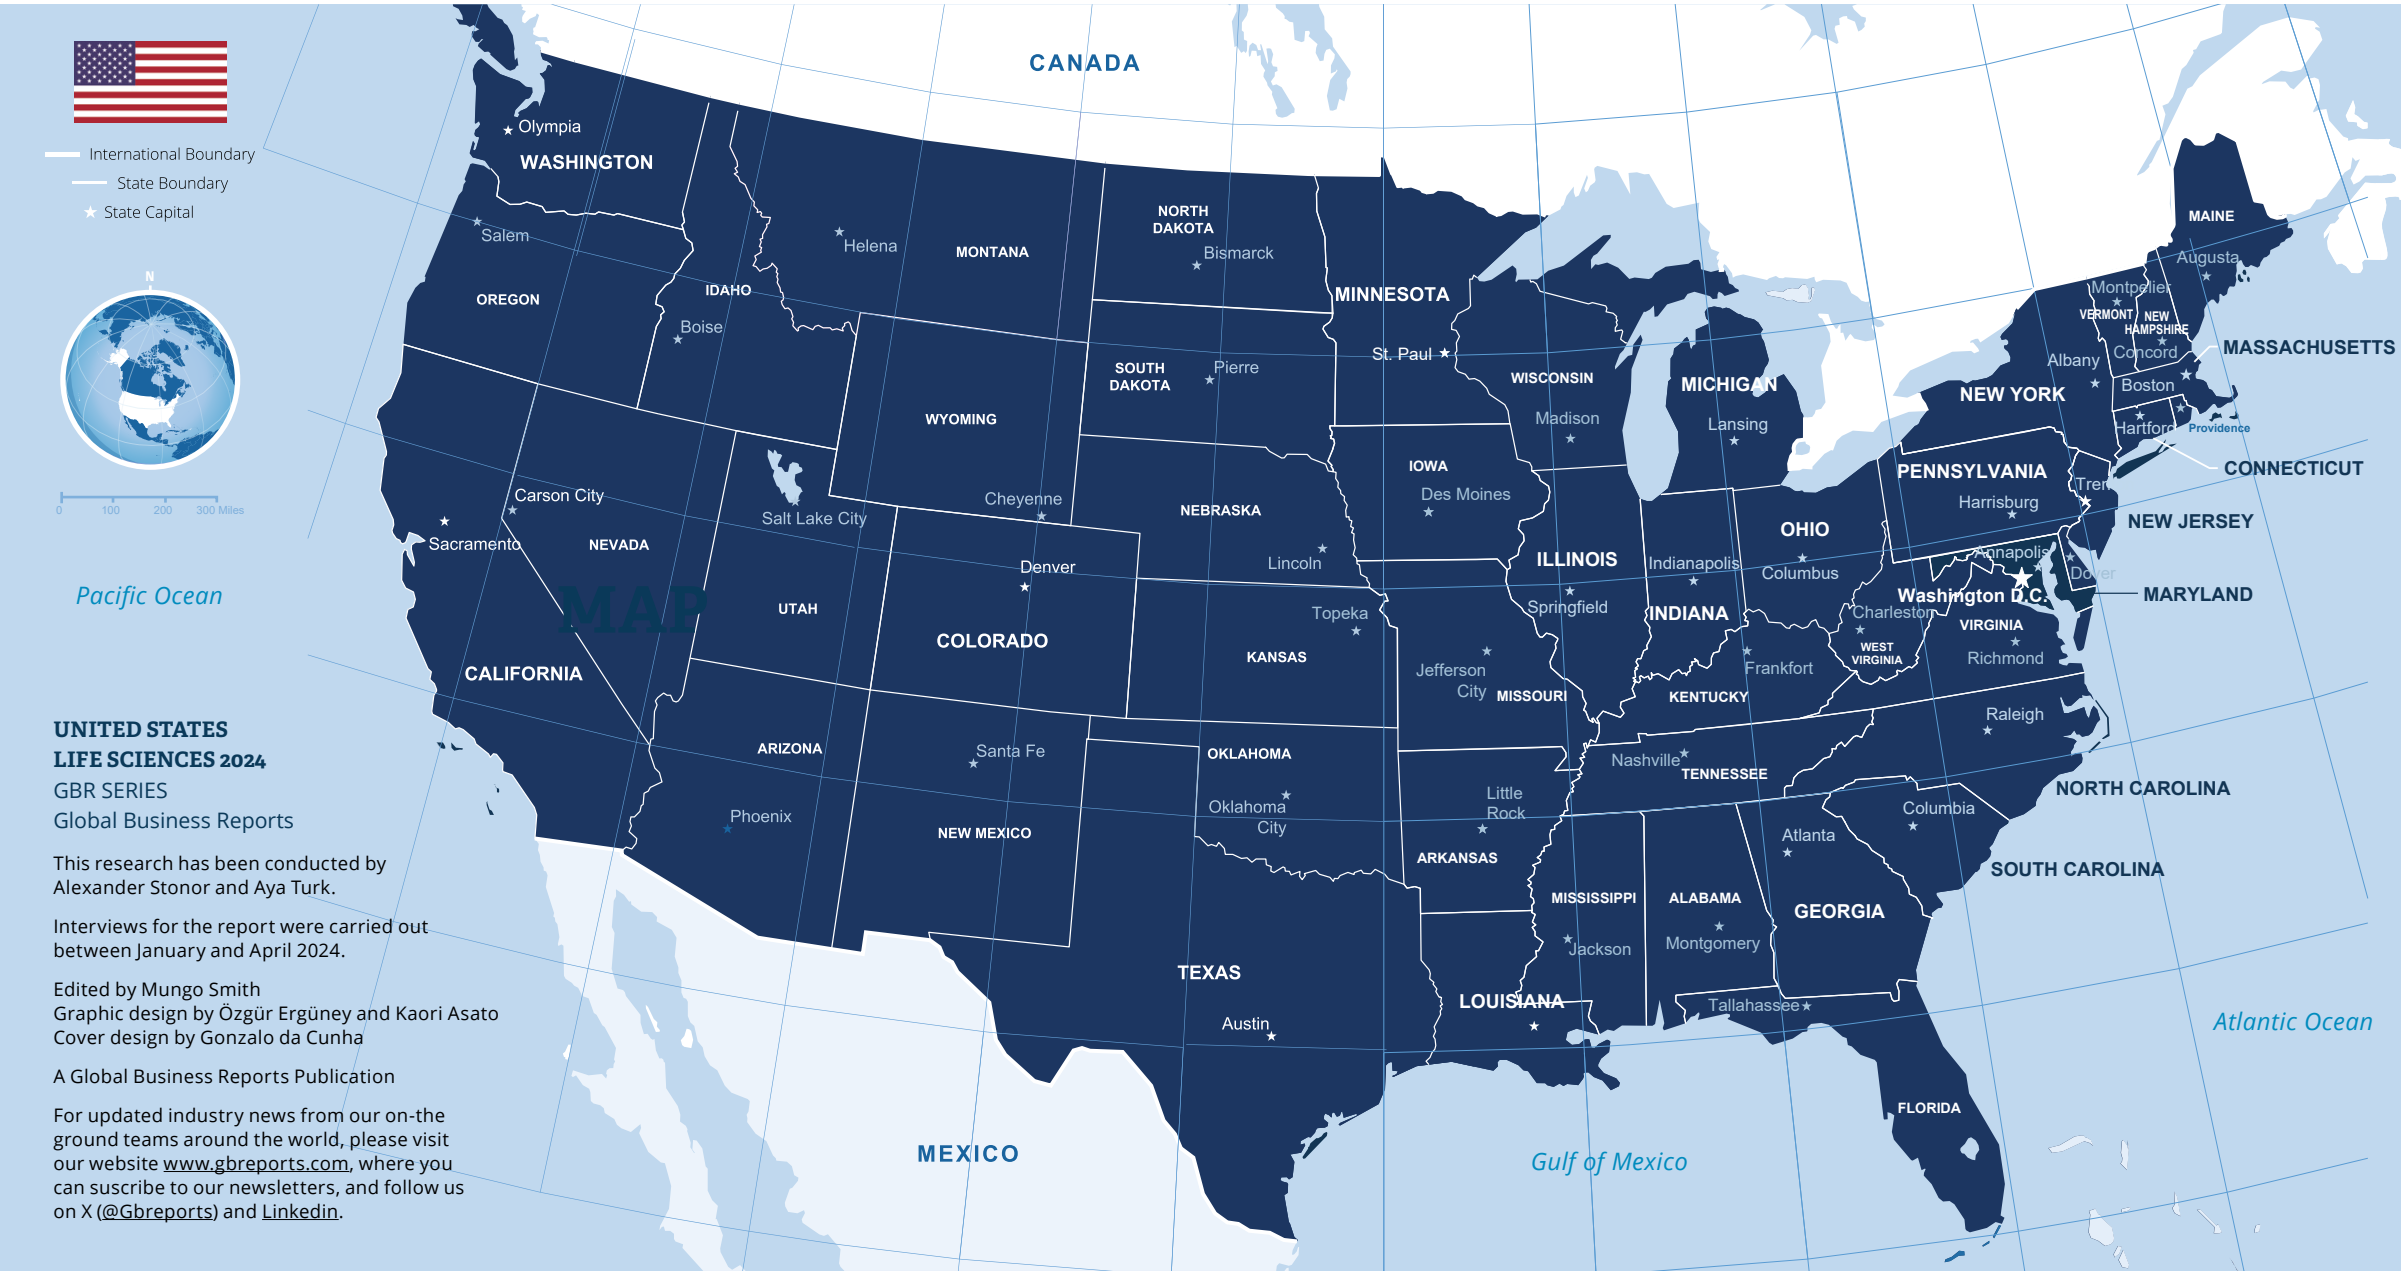 CANADA
International Boundary
State Boundary
State Capital
N
0 100 200 300 Miles
Pacific Ocean
UNITED STATES
LIFE SCIENCES 2024
GBR SERIES
Global Business Reports
This research has been conducted by
Alexander Stonor and Aya Turk.
Interviews for the report were carried out
between January and April 2024.
Edited by Mungo Smith
Graphic design by Özgür Ergüney and Kaori Asato
Cover design by Gonzalo da Cunha
A Global Business Reports Publication
For updated industry news from our on-the
ground teams around the world, please visit
our website www.gbreports.com, where you
can suscribe to our newsletters, and follow us
on X (@Gbreports) and Linkedin.
MAP
Olympia
WASHINGTON
Salem
OREGON
IDAHO
Boise
Helena
MONTANA
NORTH
DAKOTA
Bismarck
SOUTH
DAKOTA
Pierre
WYOMING
Cheyenne
MINNESOTA
St. Paul
WISCONSIN
Madison
MICHIGAN
Lansing
IOWA
Des Moines
NEBRASKA
Lincoln
Carson City
Sacramento
NEVADA
CALIFORNIA
Salt Lake City
UTAH
Denver
COLORADO
Topeka
KANSAS
Jefferson
City
MISSOURI
ILLINOIS
Springfield
Indianapolis
INDIANA
OHIO
Columbus
Frankfort
KENTUCKY
Charleston
WEST
VIRGINIA
VIRGINIA
Richmond
Washington D.C.
Annapolis
Dover
MARYLAND
PENNSYLVANIA
Harrisburg
Tren
NEW JERSEY
NEW YORK
Albany
MAINE
Augusta
Montpelier
VERMONT
NEW
HAMPSHIRE
Concord
MASSACHUSETTS
Boston
Hartford
Providence
CONNECTICUT
ARIZONA
Phoenix
Santa Fe
NEW MEXICO
OKLAHOMA
Oklahoma
City
Little
Rock
ARKANSAS
Nashville
TENNESSEE
Raleigh
NORTH CAROLINA
Columbia
SOUTH CAROLINA
Atlanta
GEORGIA
ALABAMA
Montgomery
MISSISSIPPI
Jackson
LOUISIANA
TEXAS
Austin
Tallahassee
FLORIDA
MEXICO
Gulf of Mexico
Atlantic Ocean